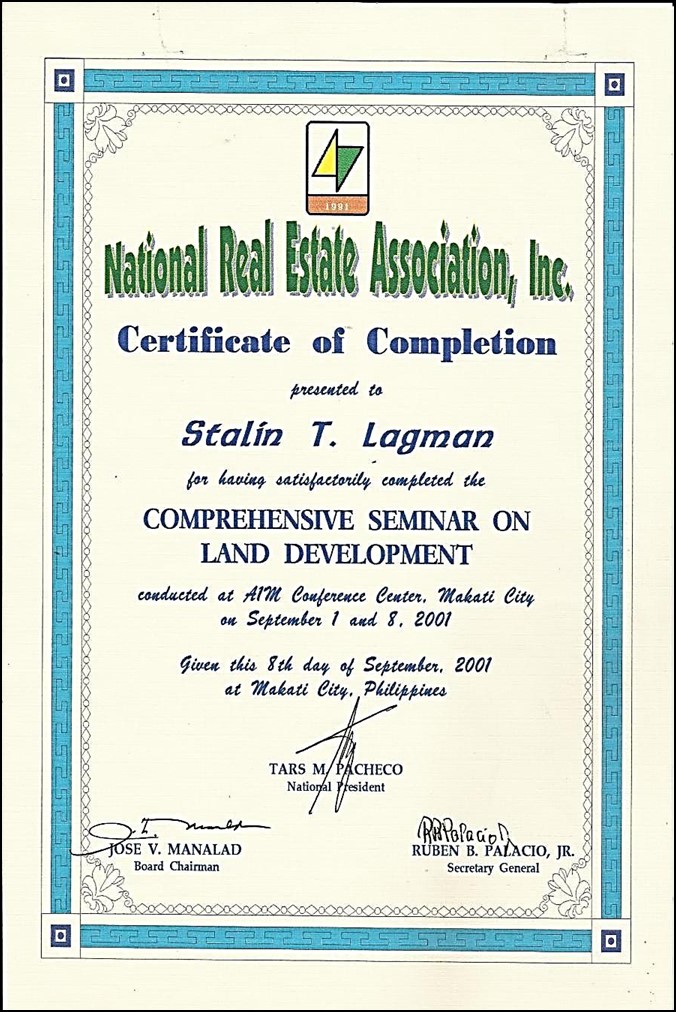 1991
National Real Estate Association, Inc.
Certificate of Completion
presented to
Stalin T. Lagman
for having satisfactorily completed the
COMPREHENSIVE SEMINAR ON
LAND DEVELOPMENT
conducted at AIM Conference Center, Makati City
on September 1 and 8, 2001
Given this 8th day of September, 2001
at Makati City, Philippines
TARS M. PACHECO
National President
JOSE V. MANALAD
Board Chairman
RRPalacioJr
RUBEN B. PALACIO, JR.
Secretary General